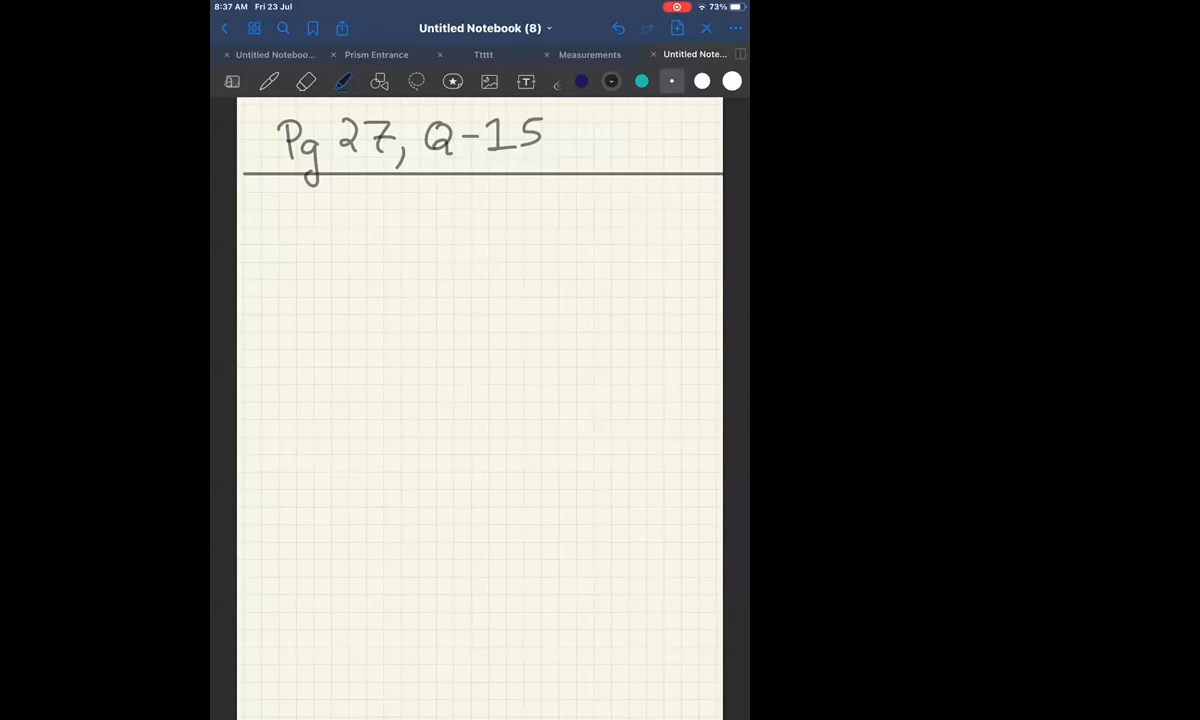 8:37 AM Fri 23 Jul 73%
Untitled Notebook (8)
Untitled Noteboo... Prism Entrance Ttttt Measurements Untitled Note...
T
Pg 27, Q-15